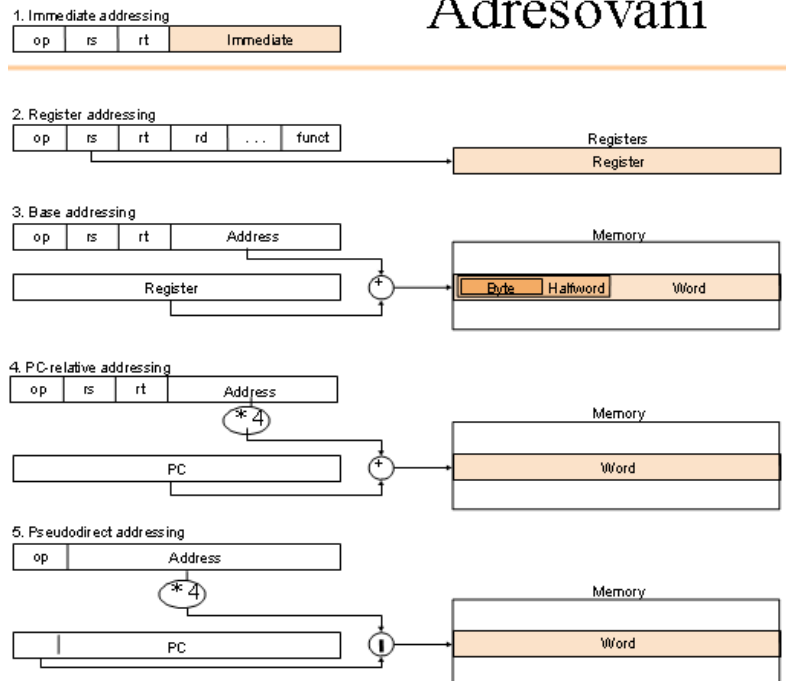 Adresovani
1. Immediate addressing
op rs rt Immediate
2. Register addressing
op rs rt rd . . . funct
Registers
Register
3. Base addressing
op rs rt Address
Memory
Register
+
Byte Halfword Word
4. PC-relative addressing
op rs rt Address
* 4
Memory
PC
+
Word
5. Pseudodirect addressing
op Address
* 4
Memory
PC
Word